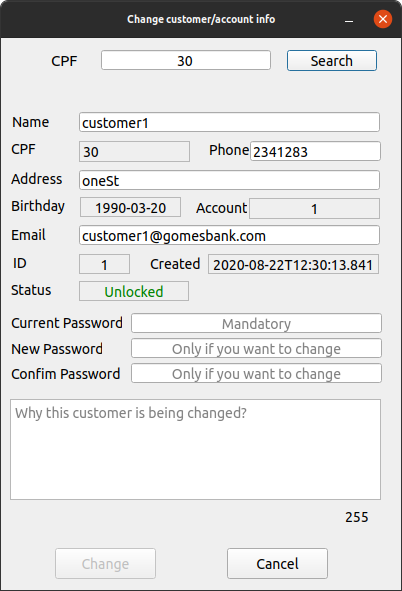 Change customer/account info
CPF 30 Search
Name customer1
CPF 30 Phone 2341283
Address oneSt
Birthday 1990-03-20 Account 1
Email customer1@gomesbank.com
ID 1 Created 2020-08-22T12:30:13.841
Status Unlocked
Current Password Mandatory
New Password Only if you want to change
Confim Password Only if you want to change
Why this customer is being changed?
255
Change Cancel